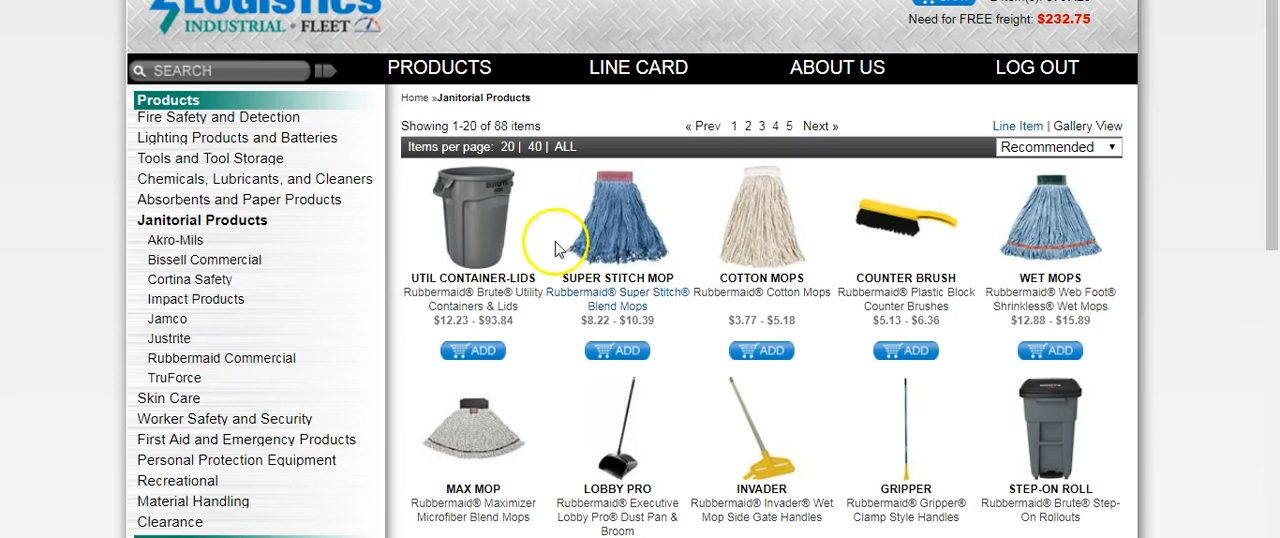 LOGISTICS
INDUSTRIAL • FLEET
Need for FREE freight: $232.75
SEARCH
PRODUCTS
LINE CARD
ABOUT US
LOG OUT
Products
Fire Safety and Detection
Lighting Products and Batteries
Tools and Tool Storage
Chemicals, Lubricants, and Cleaners
Absorbents and Paper Products
Janitorial Products
Akro-Mils
Bissell Commercial
Cortina Safety
Impact Products
Jamco
Justrite
Rubbermaid Commercial
TruForce
Skin Care
Worker Safety and Security
First Aid and Emergency Products
Personal Protection Equipment
Recreational
Material Handling
Clearance
Home »Janitorial Products
Showing 1-20 of 88 items
« Prev 1 2 3 4 5 Next »
Line Item | Gallery View
Items per page: 20 | 40 | ALL
Recommended
UTIL CONTAINER-LIDS
Rubbermaid® Brute® Utility
Containers & Lids
$12.23 - $93.84
ADD
SUPER STITCH MOP
Rubbermaid® Super Stitch®
Blend Mops
$8.22 - $10.39
ADD
COTTON MOPS
Rubbermaid® Cotton Mops
$3.77 - $5.18
ADD
COUNTER BRUSH
Rubbermaid® Plastic Block
Counter Brushes
$5.13 - $6.36
ADD
WET MOPS
Rubbermaid® Web Foot®
Shrinkless® Wet Mops
$12.88 - $15.89
ADD
MAX MOP
Rubbermaid® Maximizer
Microfiber Blend Mops
LOBBY PRO
Rubbermaid® Executive
Lobby Pro® Dust Pan &
Broom
INVADER
Rubbermaid® Invader® Wet
Mop Side Gate Handles
GRIPPER
Rubbermaid® Gripper®
Clamp Style Handles
STEP-ON ROLL
Rubbermaid® Brute® Step-
On Rollouts